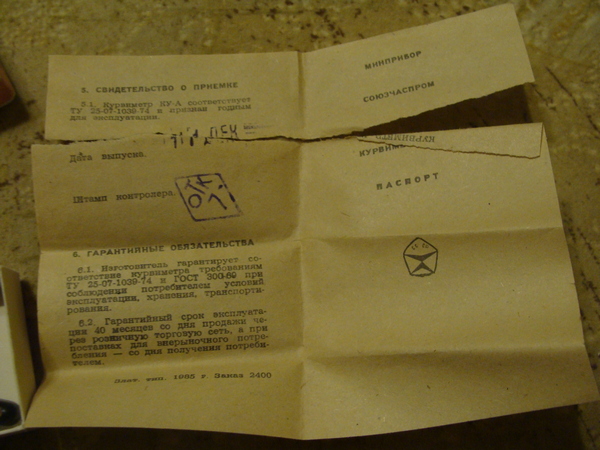 5. СВИДЕТЕЛЬСТВО О ПРИЕМКЕ
5.1. Курвиметр КУ-А соответствует
ТУ 25-07-1039-74 и признан годным
для эксплуатации.
Дата выпуска.
Штамп контролера.
6. ГАРАНТИЙНЫЕ ОБЯЗАТЕЛЬСТВА
6.1. Изготовитель гарантирует со-
ответствие курвиметра требованиям
ТУ 25-07-1039-74 и ГОСТ 300-69 при
соблюдении потребителем условий
эксплуатации, хранения, транспорти-
рования.
6.2. Гарантийный срок эксплуата-
ции 40 месяцев со дня продажи че-
рез розничную торговую сеть, а при
поставках для внерыночного потре-
бления — со дня получения потреби-
телем.
тип. 1985 г. Заказ 2400
МИНПРИБОР
СОЮЗЧАСПРОМ
КУРВИМ
ПАСПОРТ